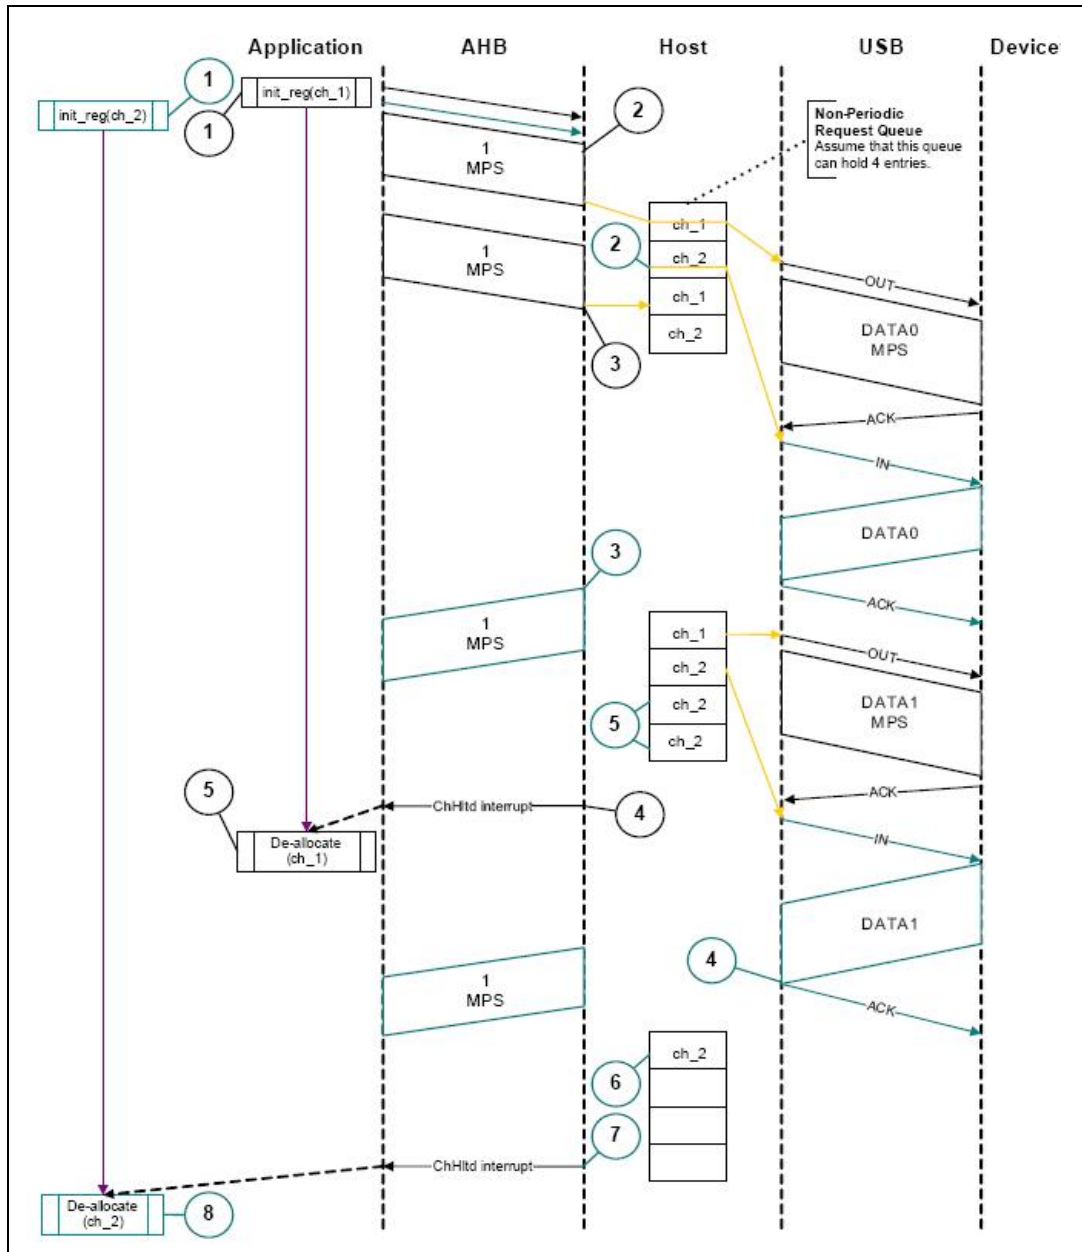 Application AHB Host USB Device
1
init_reg(ch_2)
init_reg(ch_1)
1
2
Non-Periodic
Request Queue
Assume that this queue
can hold 4 entries.
1
MPS
ch_1
2
ch_2
1
MPS
ch_1
ch_2
3
OUT
DATA0
MPS
ACK
IN
DATA0
3
ACK
1
MPS
ch_1
ch_2
5
ch_2
ch_2
OUT
DATA1
MPS
5
ChHltd interrupt
4
ACK
De-allocate
(ch_1)
IN
DATA1
4
1
MPS
ACK
ch_2
6
7
ChHltd interrupt
De-allocate
(ch_2)
8